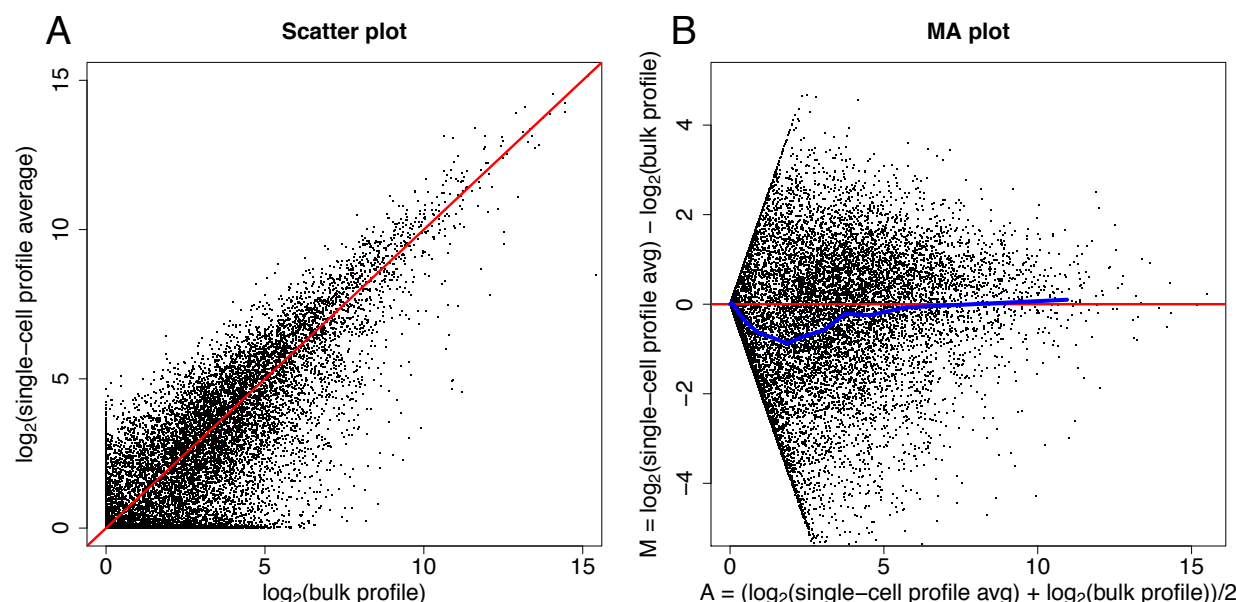 A
Scatter plot
log₂(single−cell profile average)
15
10
5
0
0 5 10 15
log₂(bulk profile)
B
MA plot
M = log₂(single−cell profile avg) − log₂(bulk profile)
4
2
0
−2
−4
0 5 10 15
A = (log₂(single−cell profile avg) + log₂(bulk profile))/2